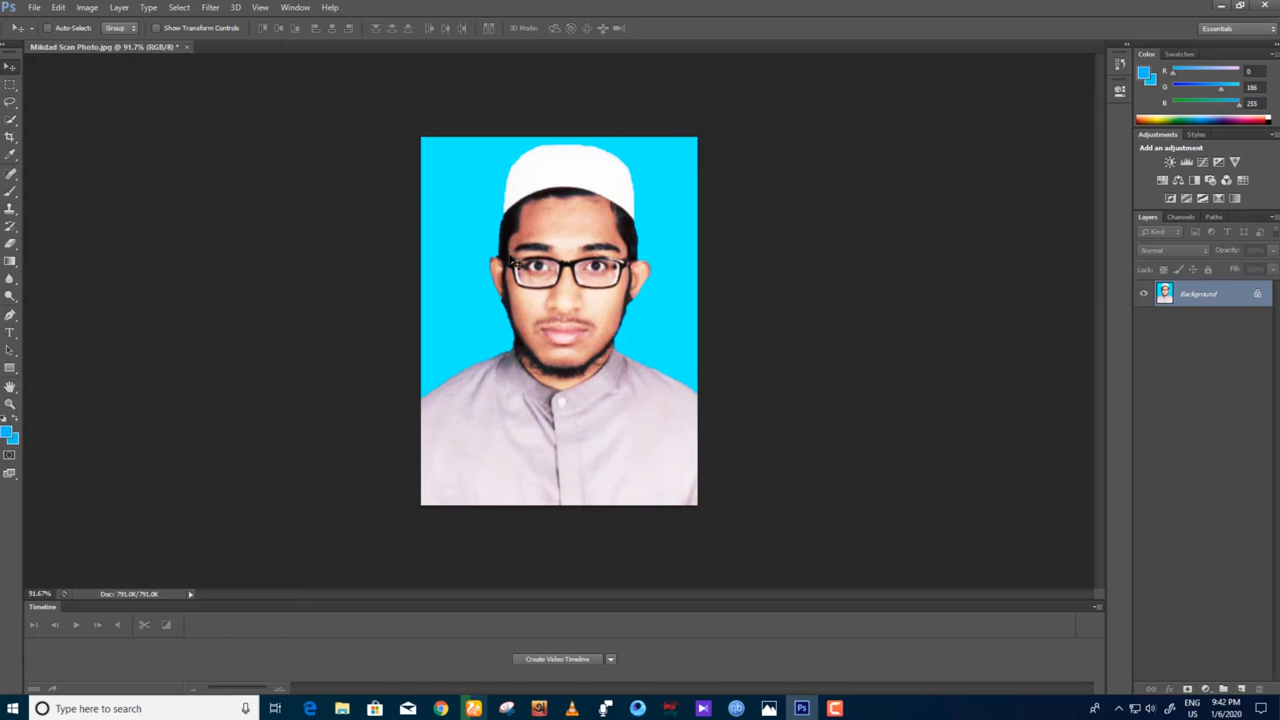 Ps File Edit Image Layer Type Select Filter 3D View Window Help
Auto-Select: Group Show Transform Controls 3D Mode: Essentials
Mikdad Scan Photo.jpg @ 91.7% (RGB/8) * ×
Color Swatches
R 0
G 186
B 255
Adjustments Styles
Add an adjustment
Layers Channels Paths
Kind
Normal Opacity: 100%
Lock: Fill: 100%
Background
91.67% Doc: 791.0K/791.0K
Timeline
Create Video Timeline
Type here to search
Ps
ENG 9:42 PM
US 1/6/2020